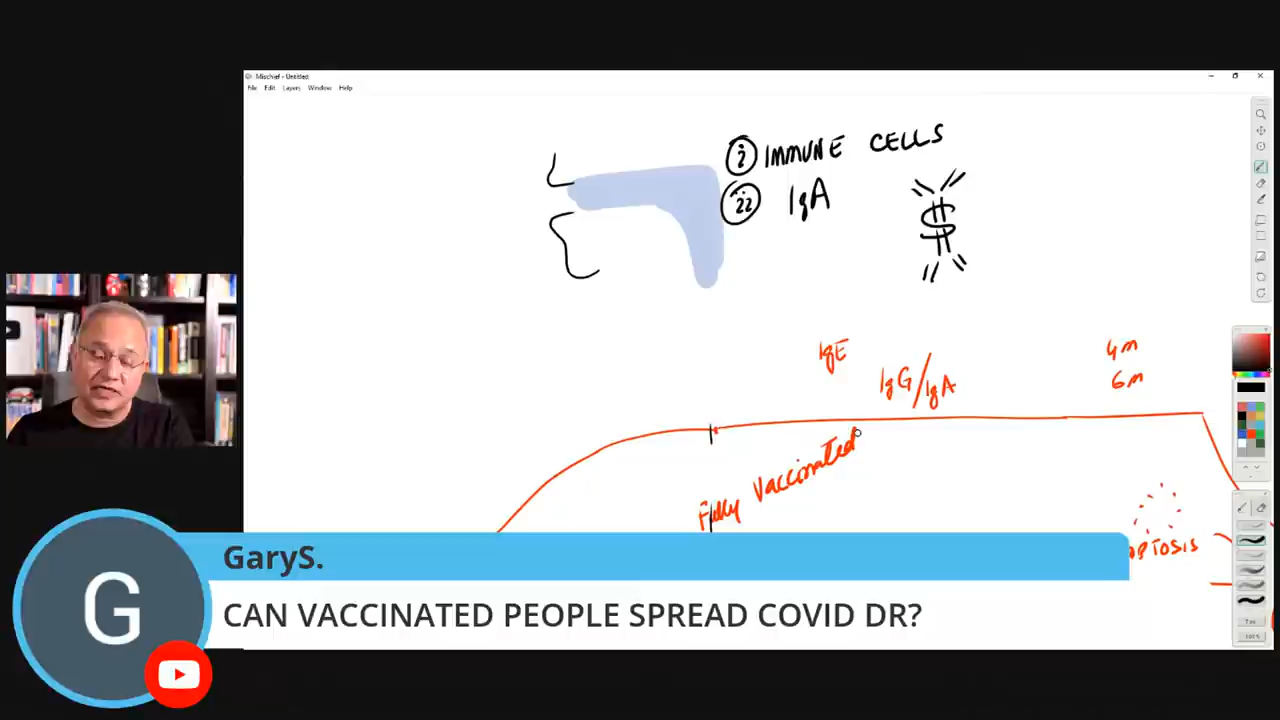 Mischief - Untitled
File Edit Layers Window Help
i IMMUNE CELLS
ii IgA
IgE
IgG/IgA
4m
6m
Fully Vaccinated
OPTOSIS
G
GaryS.
CAN VACCINATED PEOPLE SPREAD COVID DR?
100%